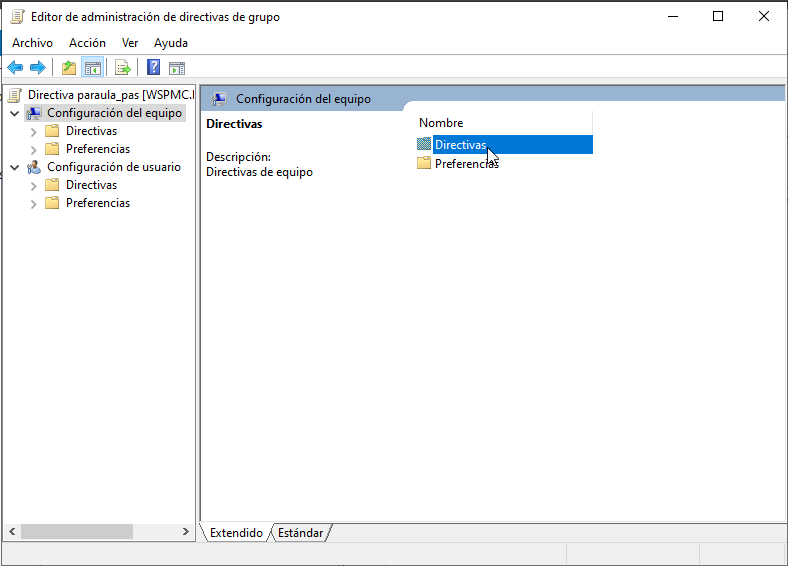 Editor de administración de directivas de grupo
Archivo Acción Ver Ayuda
Directiva paraula_pas [WSPMC.
Configuración del equipo
Directivas
Preferencias
Configuración de usuario
Directivas
Preferencias
Configuración del equipo
Directivas
Descripción:
Directivas de equipo
Nombre
Directivas
Preferencias
Extendido Estándar